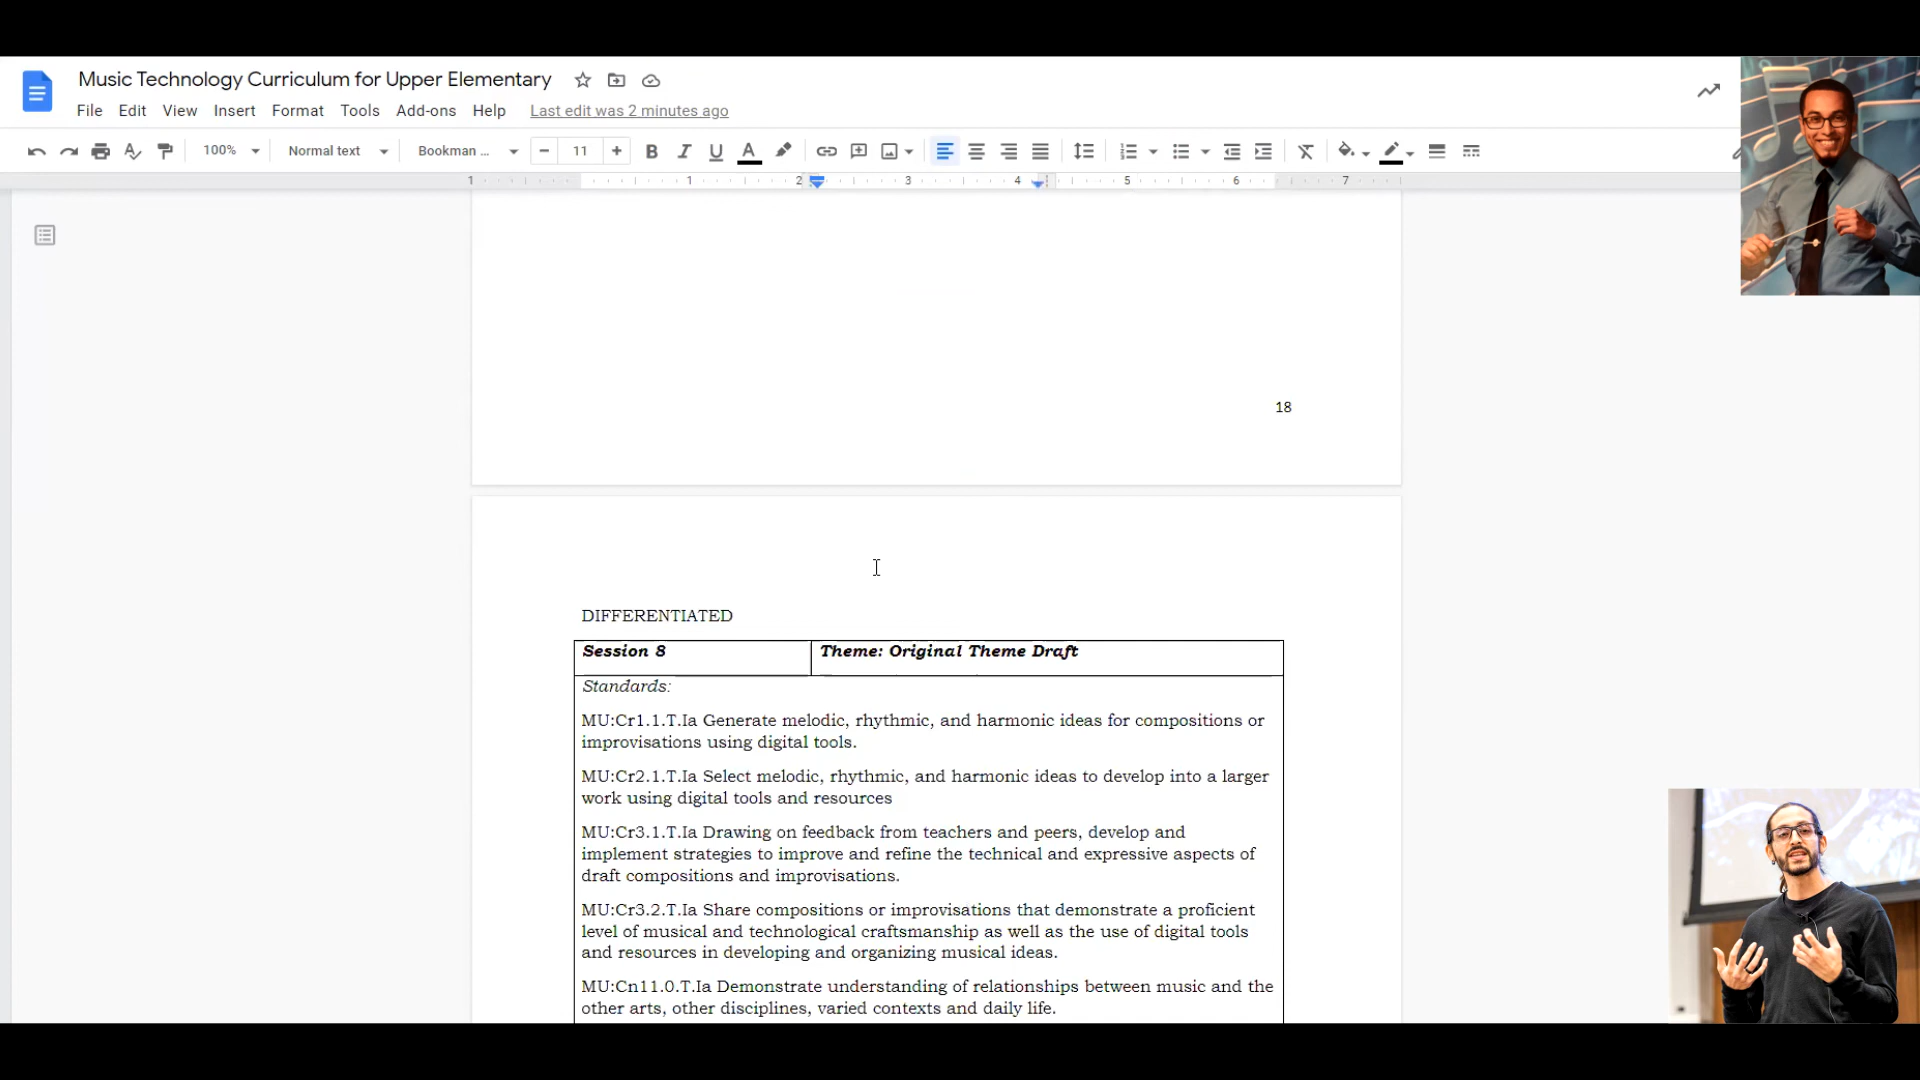 Music Technology Curriculum for Upper Elementary
File Edit View Insert Format Tools Add-ons Help Last edit was 2 minutes ago
100% Normal text Bookman ... 11 B I U A
1 1 2 3 4 5 6 7
18
DIFFERENTIATED
Session 8 Theme: Original Theme Draft
Standards:
MU:Cr1.1.T.Ia Generate melodic, rhythmic, and harmonic ideas for compositions or
improvisations using digital tools.
MU:Cr2.1.T.Ia Select melodic, rhythmic, and harmonic ideas to develop into a larger
work using digital tools and resources
MU:Cr3.1.T.Ia Drawing on feedback from teachers and peers, develop and
implement strategies to improve and refine the technical and expressive aspects of
draft compositions and improvisations.
MU:Cr3.2.T.Ia Share compositions or improvisations that demonstrate a proficient
level of musical and technological craftsmanship as well as the use of digital tools
and resources in developing and organizing musical ideas.
MU:Cn11.0.T.Ia Demonstrate understanding of relationships between music and the
other arts, other disciplines, varied contexts and daily life.